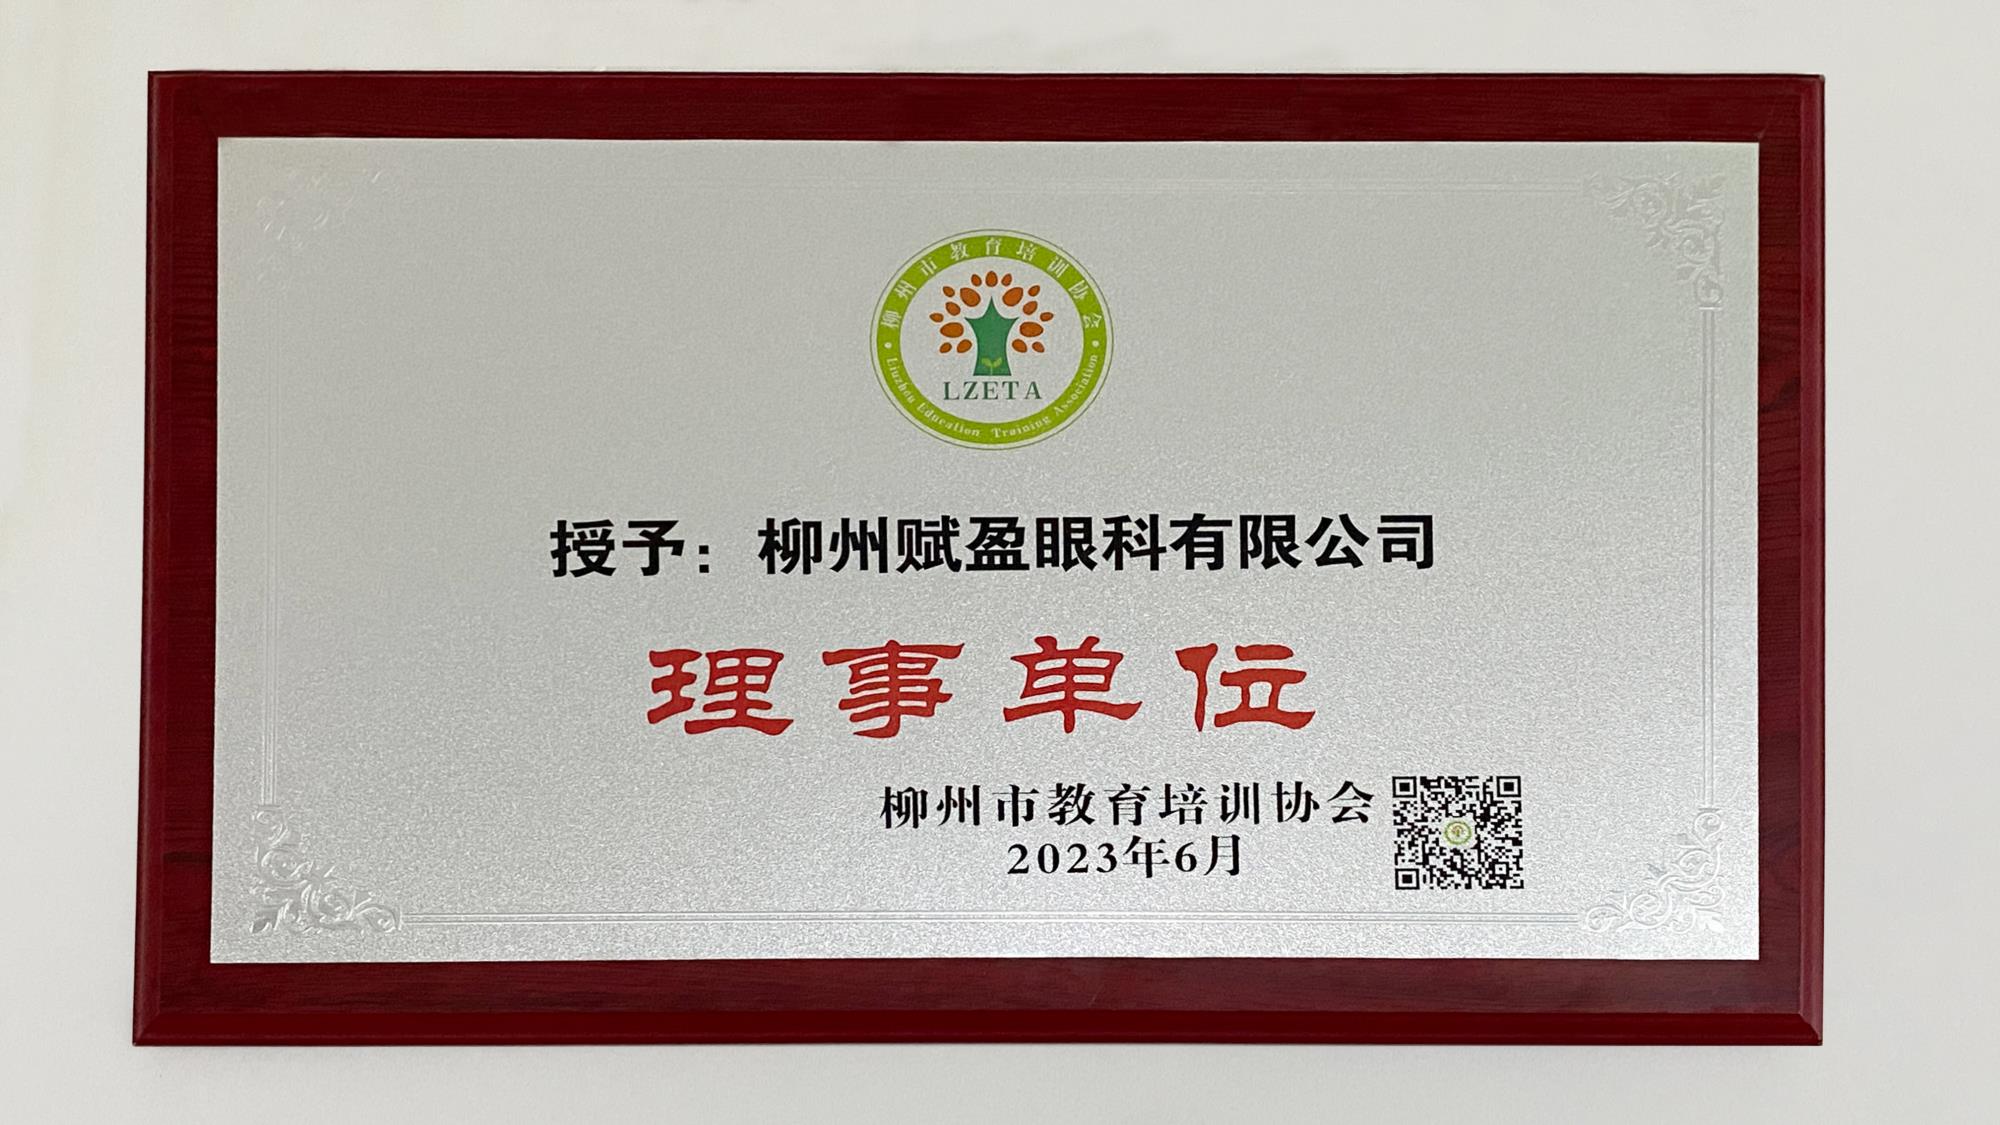 柳州市教育培训协会
LZETA
Liuzhou Education Training Association
授予：柳州赋盈眼科有限公司
理事单位
柳州市教育培训协会
2023年6月